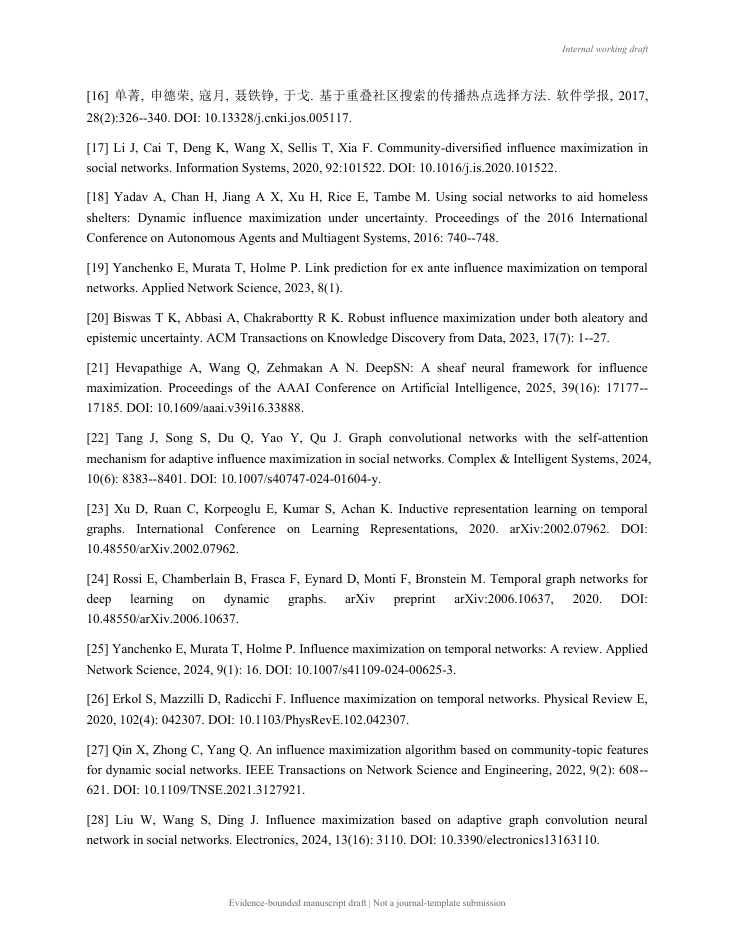 Internal working draft
[16] 单菁, 申德荣, 寇月, 聂铁铮, 于戈. 基于重叠社区搜索的传播热点选择方法. 软件学报, 2017,
28(2):326--340. DOI: 10.13328/j.cnki.jos.005117.
[17] Li J, Cai T, Deng K, Wang X, Sellis T, Xia F. Community-diversified influence maximization in
social networks. Information Systems, 2020, 92:101522. DOI: 10.1016/j.is.2020.101522.
[18] Yadav A, Chan H, Jiang A X, Xu H, Rice E, Tambe M. Using social networks to aid homeless
shelters: Dynamic influence maximization under uncertainty. Proceedings of the 2016 International
Conference on Autonomous Agents and Multiagent Systems, 2016: 740--748.
[19] Yanchenko E, Murata T, Holme P. Link prediction for ex ante influence maximization on temporal
networks. Applied Network Science, 2023, 8(1).
[20] Biswas T K, Abbasi A, Chakrabortty R K. Robust influence maximization under both aleatory and
epistemic uncertainty. ACM Transactions on Knowledge Discovery from Data, 2023, 17(7): 1--27.
[21] Hevapathige A, Wang Q, Zehmakan A N. DeepSN: A sheaf neural framework for influence
maximization. Proceedings of the AAAI Conference on Artificial Intelligence, 2025, 39(16): 17177--
17185. DOI: 10.1609/aaai.v39i16.33888.
[22] Tang J, Song S, Du Q, Yao Y, Qu J. Graph convolutional networks with the self-attention
mechanism for adaptive influence maximization in social networks. Complex & Intelligent Systems, 2024,
10(6): 8383--8401. DOI: 10.1007/s40747-024-01604-y.
[23] Xu D, Ruan C, Korpeoglu E, Kumar S, Achan K. Inductive representation learning on temporal
graphs. International Conference on Learning Representations, 2020. arXiv:2002.07962. DOI:
10.48550/arXiv.2002.07962.
[24] Rossi E, Chamberlain B, Frasca F, Eynard D, Monti F, Bronstein M. Temporal graph networks for
deep learning on dynamic graphs. arXiv preprint arXiv:2006.10637, 2020. DOI:
10.48550/arXiv.2006.10637.
[25] Yanchenko E, Murata T, Holme P. Influence maximization on temporal networks: A review. Applied
Network Science, 2024, 9(1): 16. DOI: 10.1007/s41109-024-00625-3.
[26] Erkol S, Mazzilli D, Radicchi F. Influence maximization on temporal networks. Physical Review E,
2020, 102(4): 042307. DOI: 10.1103/PhysRevE.102.042307.
[27] Qin X, Zhong C, Yang Q. An influence maximization algorithm based on community-topic features
for dynamic social networks. IEEE Transactions on Network Science and Engineering, 2022, 9(2): 608--
621. DOI: 10.1109/TNSE.2021.3127921.
[28] Liu W, Wang S, Ding J. Influence maximization based on adaptive graph convolution neural
network in social networks. Electronics, 2024, 13(16): 3110. DOI: 10.3390/electronics13163110.
Evidence-bounded manuscript draft | Not a journal-template submission